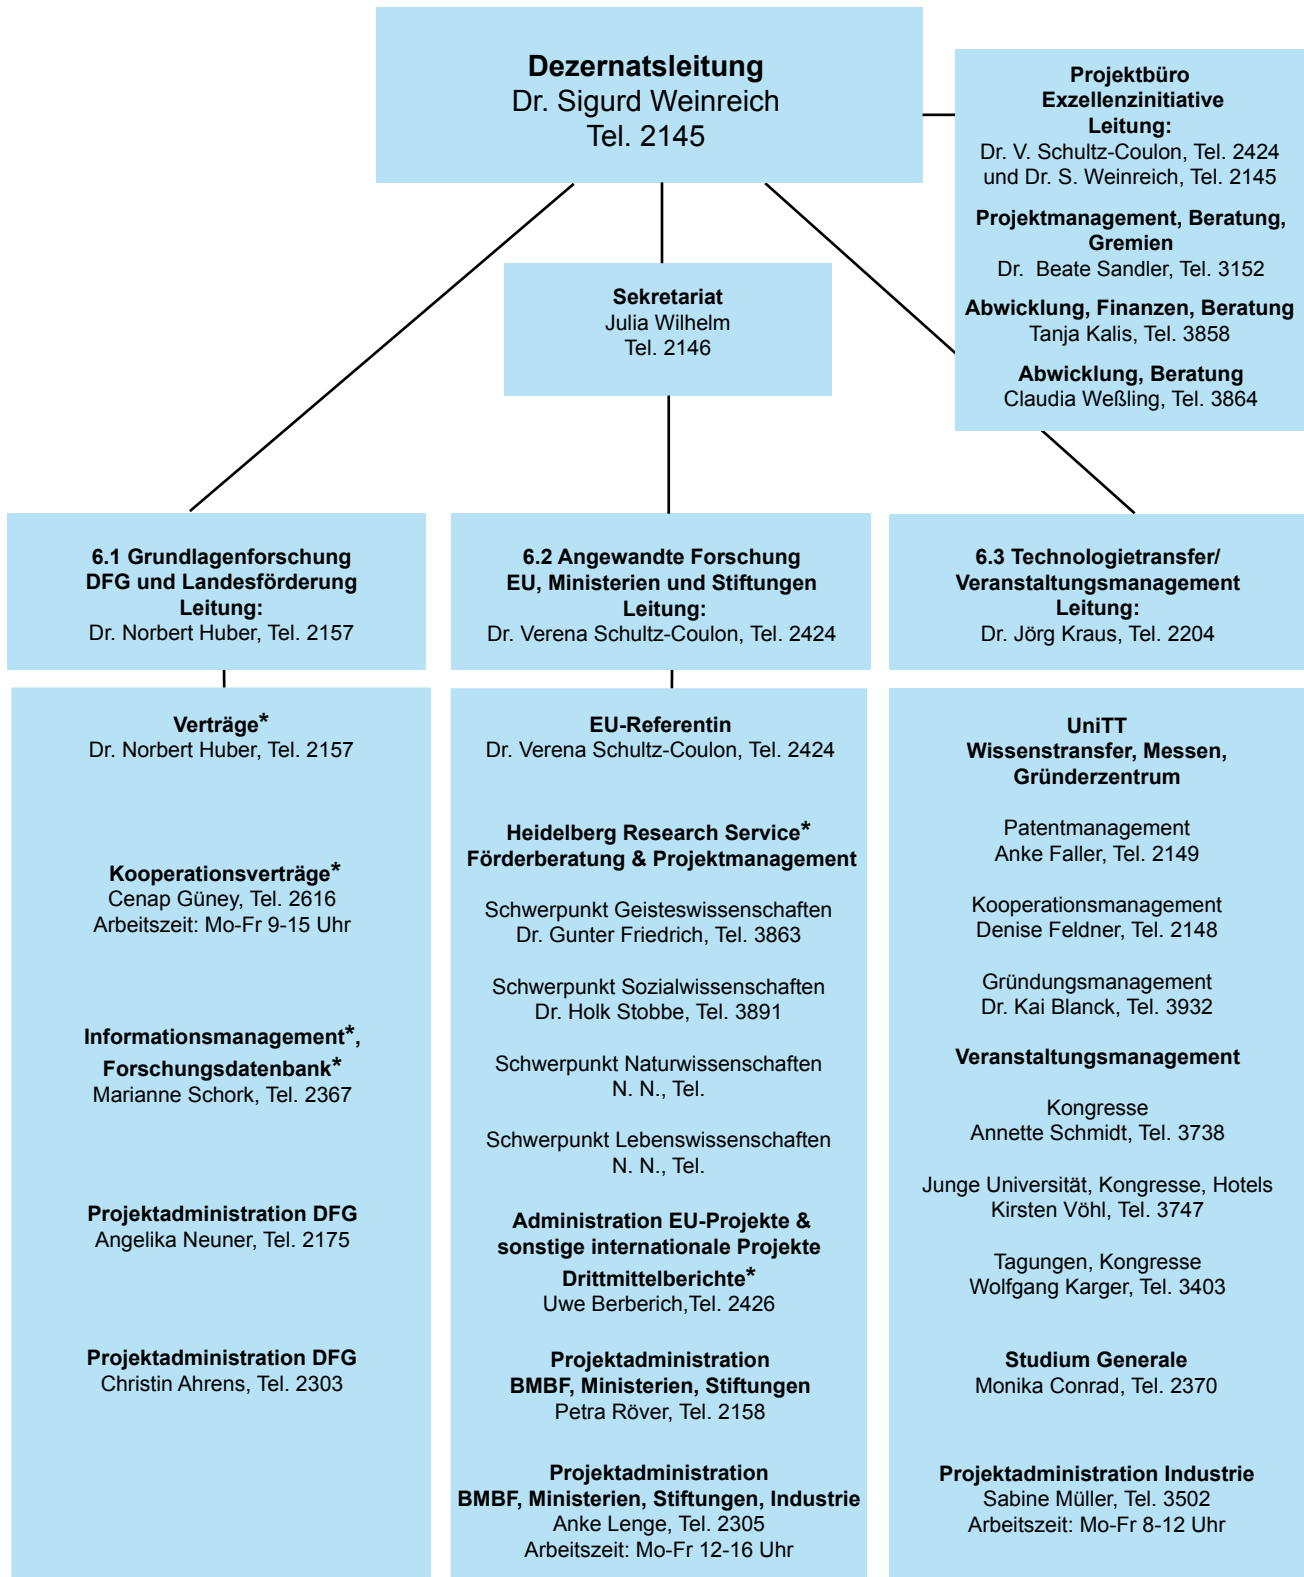 Dezernatsleitung
Dr. Sigurd Weinreich
Tel. 2145
Projektbüro
Exzellenzinitiative
Leitung:
Dr. V. Schultz-Coulon, Tel. 2424
und Dr. S. Weinreich, Tel. 2145
Projektmanagement, Beratung,
Gremien
Dr. Beate Sandler, Tel. 3152
Abwicklung, Finanzen, Beratung
Tanja Kalis, Tel. 3858
Abwicklung, Beratung
Claudia Weßling, Tel. 3864
Sekretariat
Julia Wilhelm
Tel. 2146
6.1 Grundlagenforschung
DFG und Landesförderung
Leitung:
Dr. Norbert Huber, Tel. 2157
Verträge*
Dr. Norbert Huber, Tel. 2157
Kooperationsverträge*
Cenap Güney, Tel. 2616
Arbeitszeit: Mo-Fr 9-15 Uhr
Informationsmanagement*,
Forschungsdatenbank*
Marianne Schork, Tel. 2367
Projektadministration DFG
Angelika Neuner, Tel. 2175
Projektadministration DFG
Christin Ahrens, Tel. 2303
6.2 Angewandte Forschung
EU, Ministerien und Stiftungen
Leitung:
Dr. Verena Schultz-Coulon, Tel. 2424
EU-Referentin
Dr. Verena Schultz-Coulon, Tel. 2424
Heidelberg Research Service*
Förderberatung & Projektmanagement
Schwerpunkt Geisteswissenschaften
Dr. Gunter Friedrich, Tel. 3863
Schwerpunkt Sozialwissenschaften
Dr. Holk Stobbe, Tel. 3891
Schwerpunkt Naturwissenschaften
N. N., Tel.
Schwerpunkt Lebenswissenschaften
N. N., Tel.
Administration EU-Projekte &
sonstige internationale Projekte
Drittmittelberichte*
Uwe Berberich,Tel. 2426
Projektadministration
BMBF, Ministerien, Stiftungen
Petra Röver, Tel. 2158
Projektadministration
BMBF, Ministerien, Stiftungen, Industrie
Anke Lenge, Tel. 2305
Arbeitszeit: Mo-Fr 12-16 Uhr
6.3 Technologietransfer/
Veranstaltungsmanagement
Leitung:
Dr. Jörg Kraus, Tel. 2204
UniTT
Wissenstransfer, Messen,
Gründerzentrum
Patentmanagement
Anke Faller, Tel. 2149
Kooperationsmanagement
Denise Feldner, Tel. 2148
Gründungsmanagement
Dr. Kai Blanck, Tel. 3932
Veranstaltungsmanagement
Kongresse
Annette Schmidt, Tel. 3738
Junge Universität, Kongresse, Hotels
Kirsten Vöhl, Tel. 3747
Tagungen, Kongresse
Wolfgang Karger, Tel. 3403
Studium Generale
Monika Conrad, Tel. 2370
Projektadministration Industrie
Sabine Müller, Tel. 3502
Arbeitszeit: Mo-Fr 8-12 Uhr